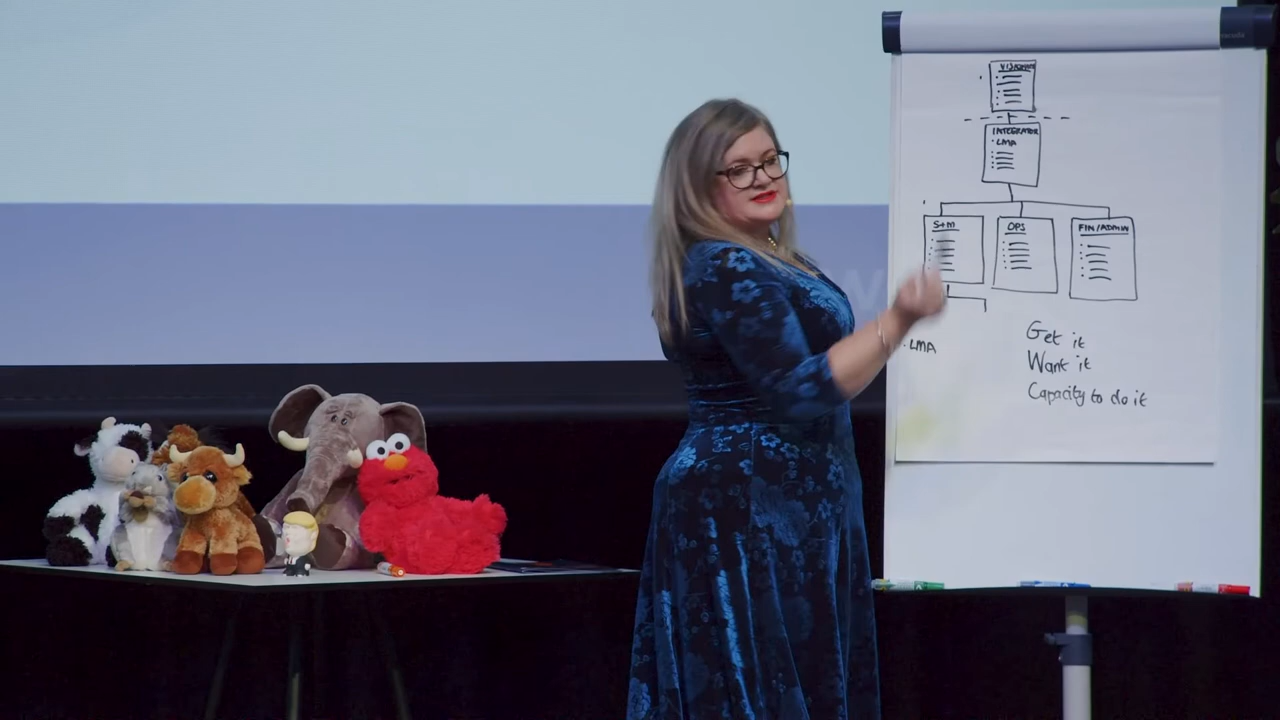 VISIONARY
INTEGRATOR
• LMA
S+M
OPS
FIN/ADMIN
• LMA
Get it
Want it
Capacity to do it